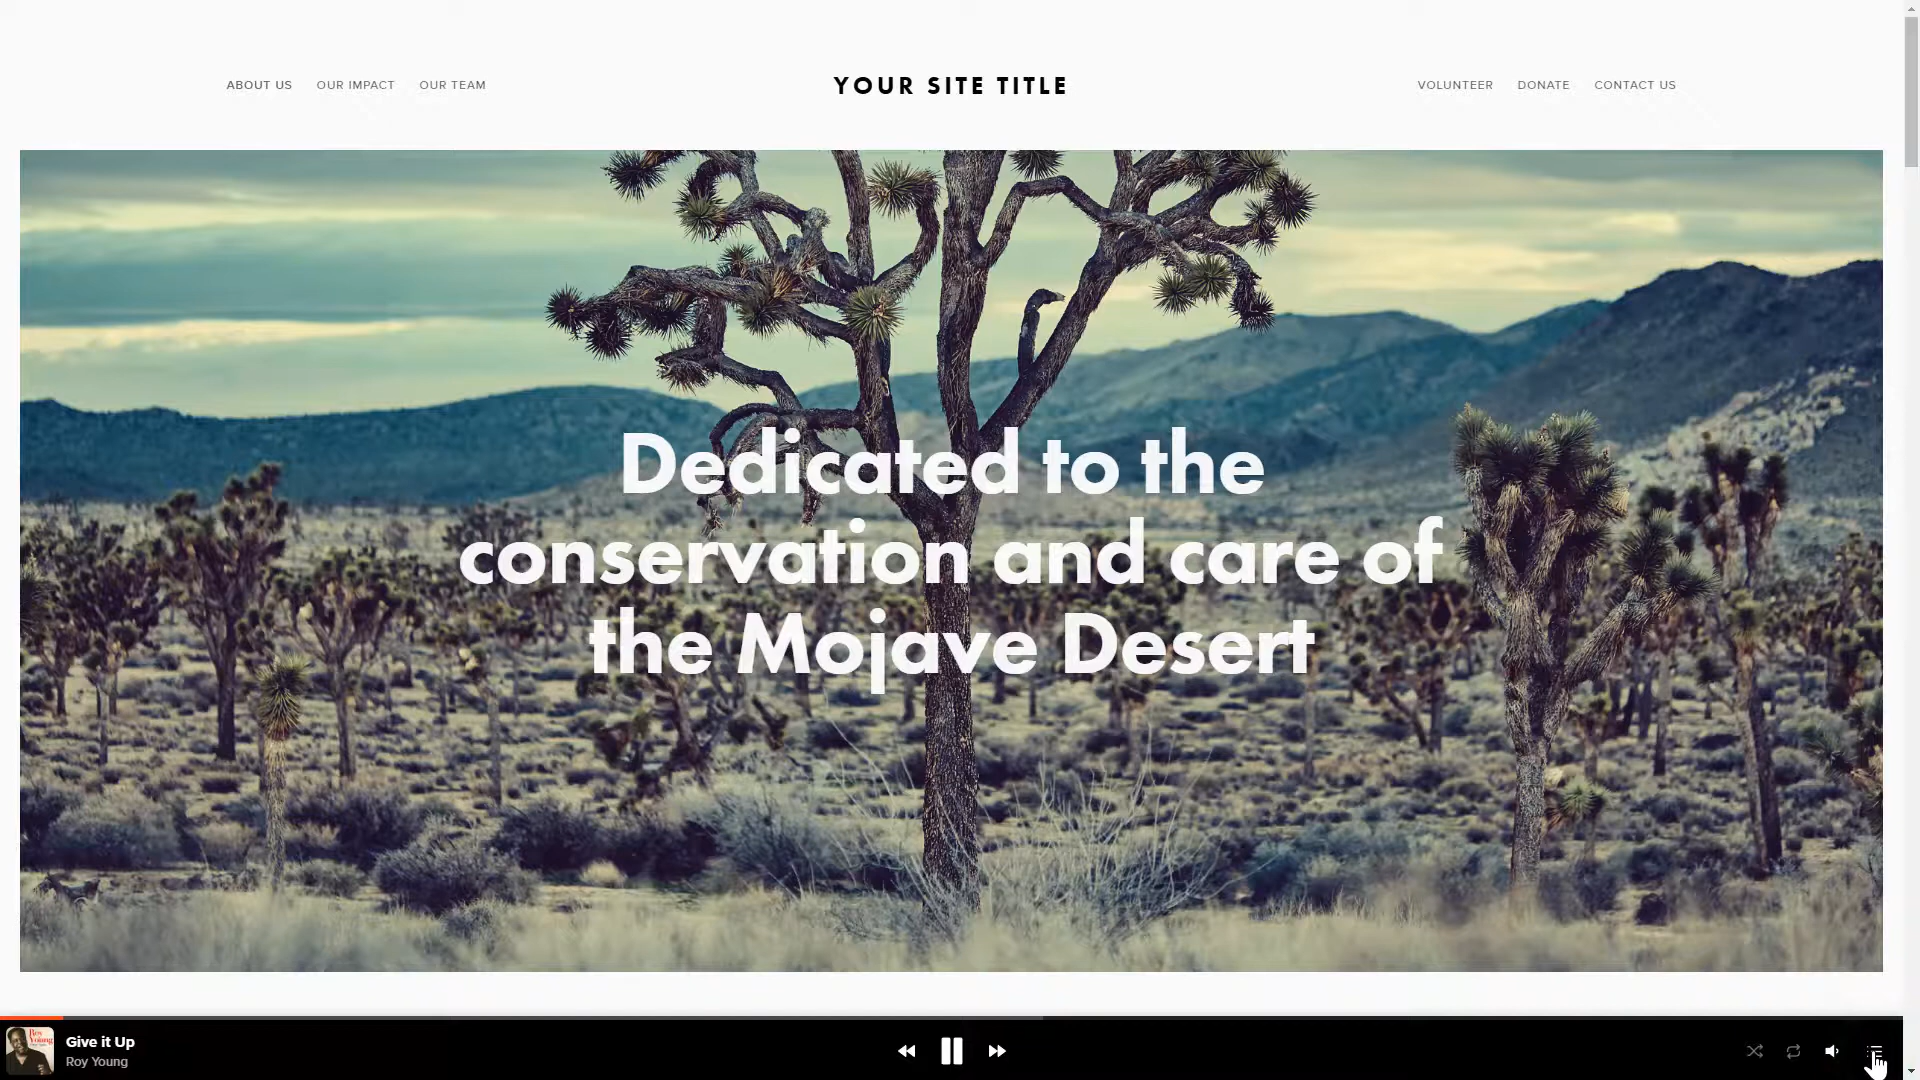 ABOUT US OUR IMPACT OUR TEAM YOUR SITE TITLE VOLUNTEER DONATE CONTACT US
Dedicated to the
conservation and care of
the Mojave Desert
Give it Up
Roy Young